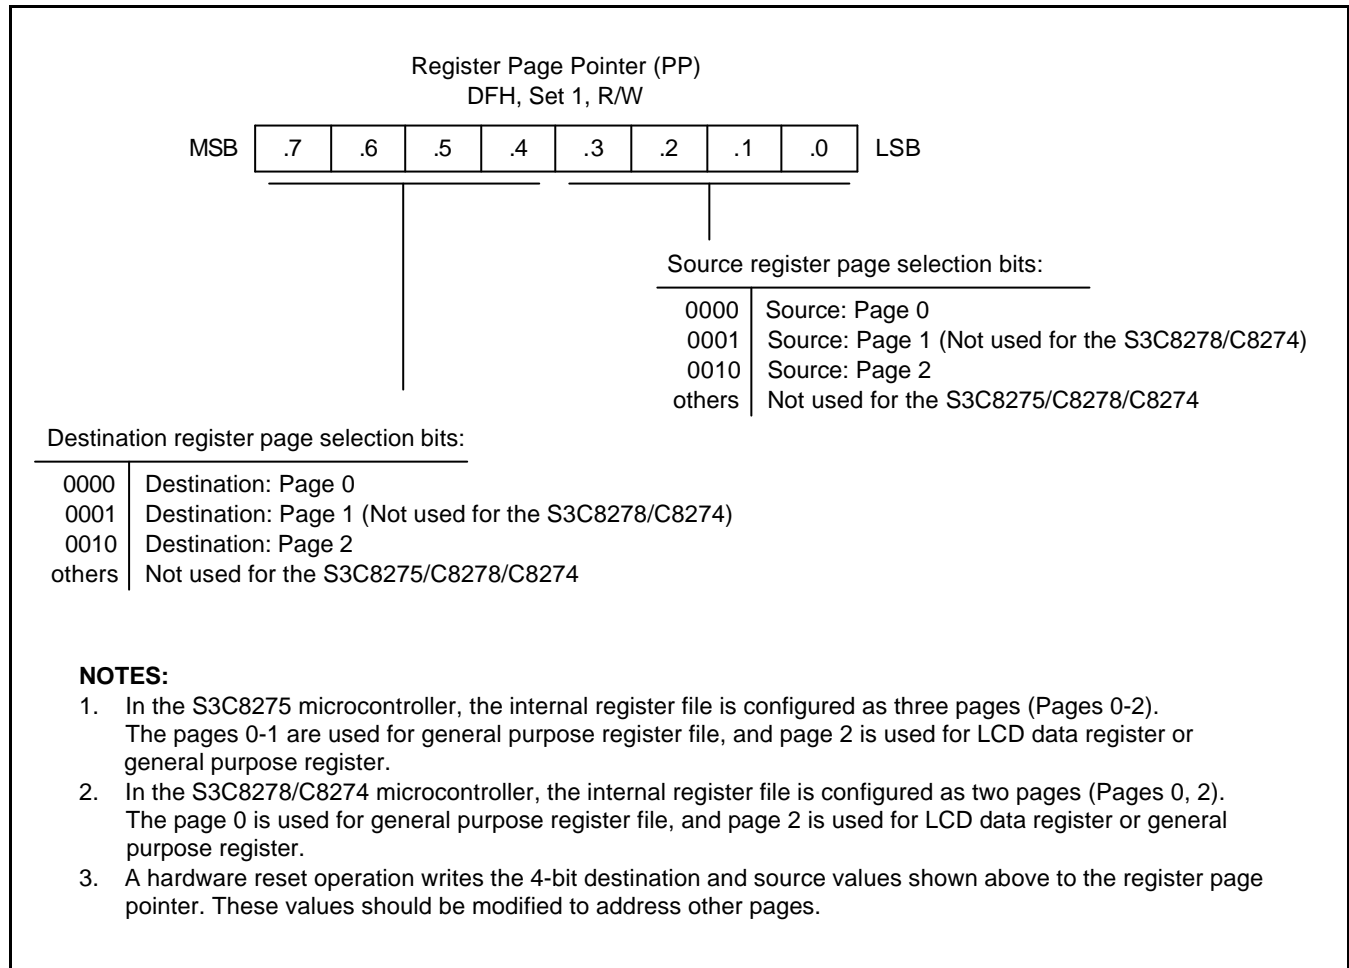 Register Page Pointer (PP)
DFH, Set 1, R/W
MSB .7 .6 .5 .4 .3 .2 .1 .0 LSB
Source register page selection bits:
0000 Source: Page 0
0001 Source: Page 1 (Not used for the S3C8278/C8274)
0010 Source: Page 2
others Not used for the S3C8275/C8278/C8274
Destination register page selection bits:
0000 Destination: Page 0
0001 Destination: Page 1 (Not used for the S3C8278/C8274)
0010 Destination: Page 2
others Not used for the S3C8275/C8278/C8274
NOTES:
1. In the S3C8275 microcontroller, the internal register file is configured as three pages (Pages 0-2).
The pages 0-1 are used for general purpose register file, and page 2 is used for LCD data register or
general purpose register.
2. In the S3C8278/C8274 microcontroller, the internal register file is configured as two pages (Pages 0, 2).
The page 0 is used for general purpose register file, and page 2 is used for LCD data register or general
purpose register.
3. A hardware reset operation writes the 4-bit destination and source values shown above to the register page
pointer. These values should be modified to address other pages.